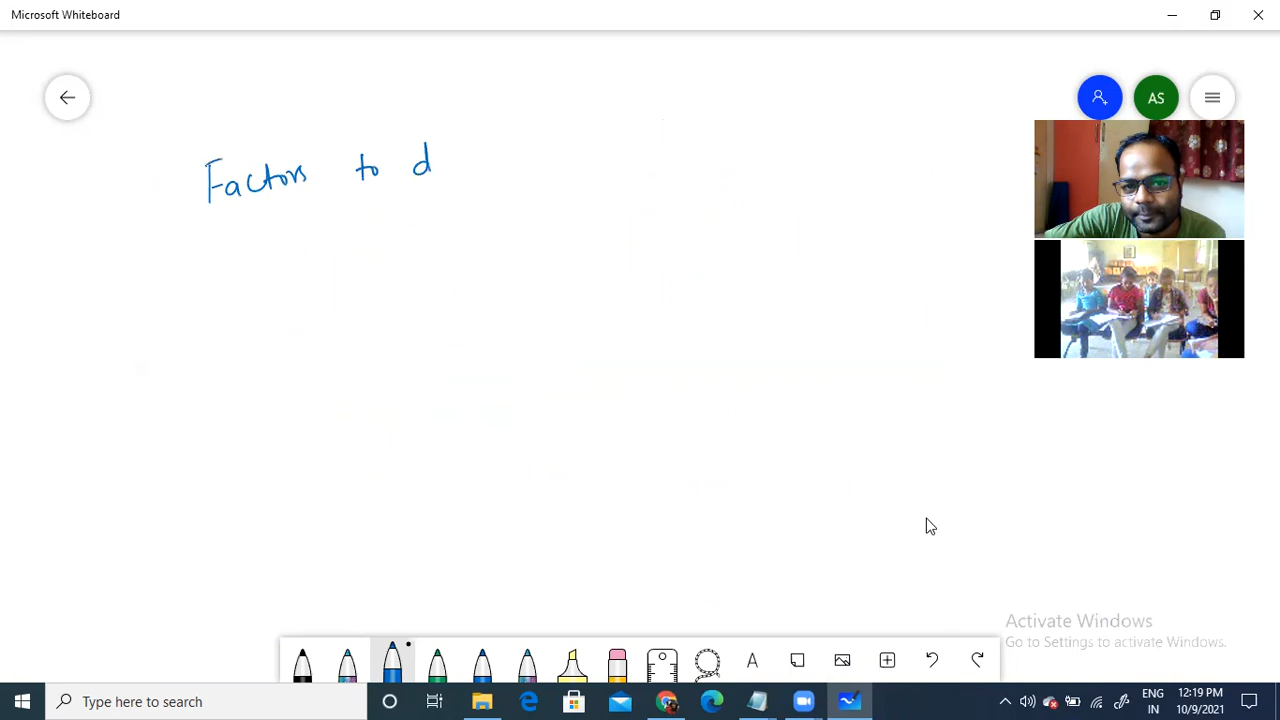 Microsoft Whiteboard
AS
Factors to d
Activate Windows
Go to Settings to activate Windows.
A
Type here to search
ENG
IN
12:19 PM
10/9/2021